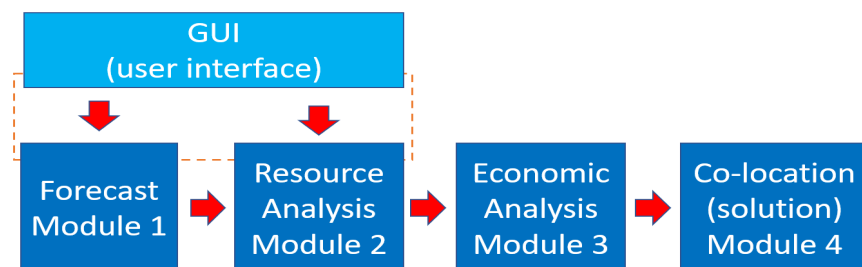 GUI
(user interface)
Forecast
Module 1
Resource
Analysis
Module 2
Economic
Analysis
Module 3
Co-location
(solution)
Module 4